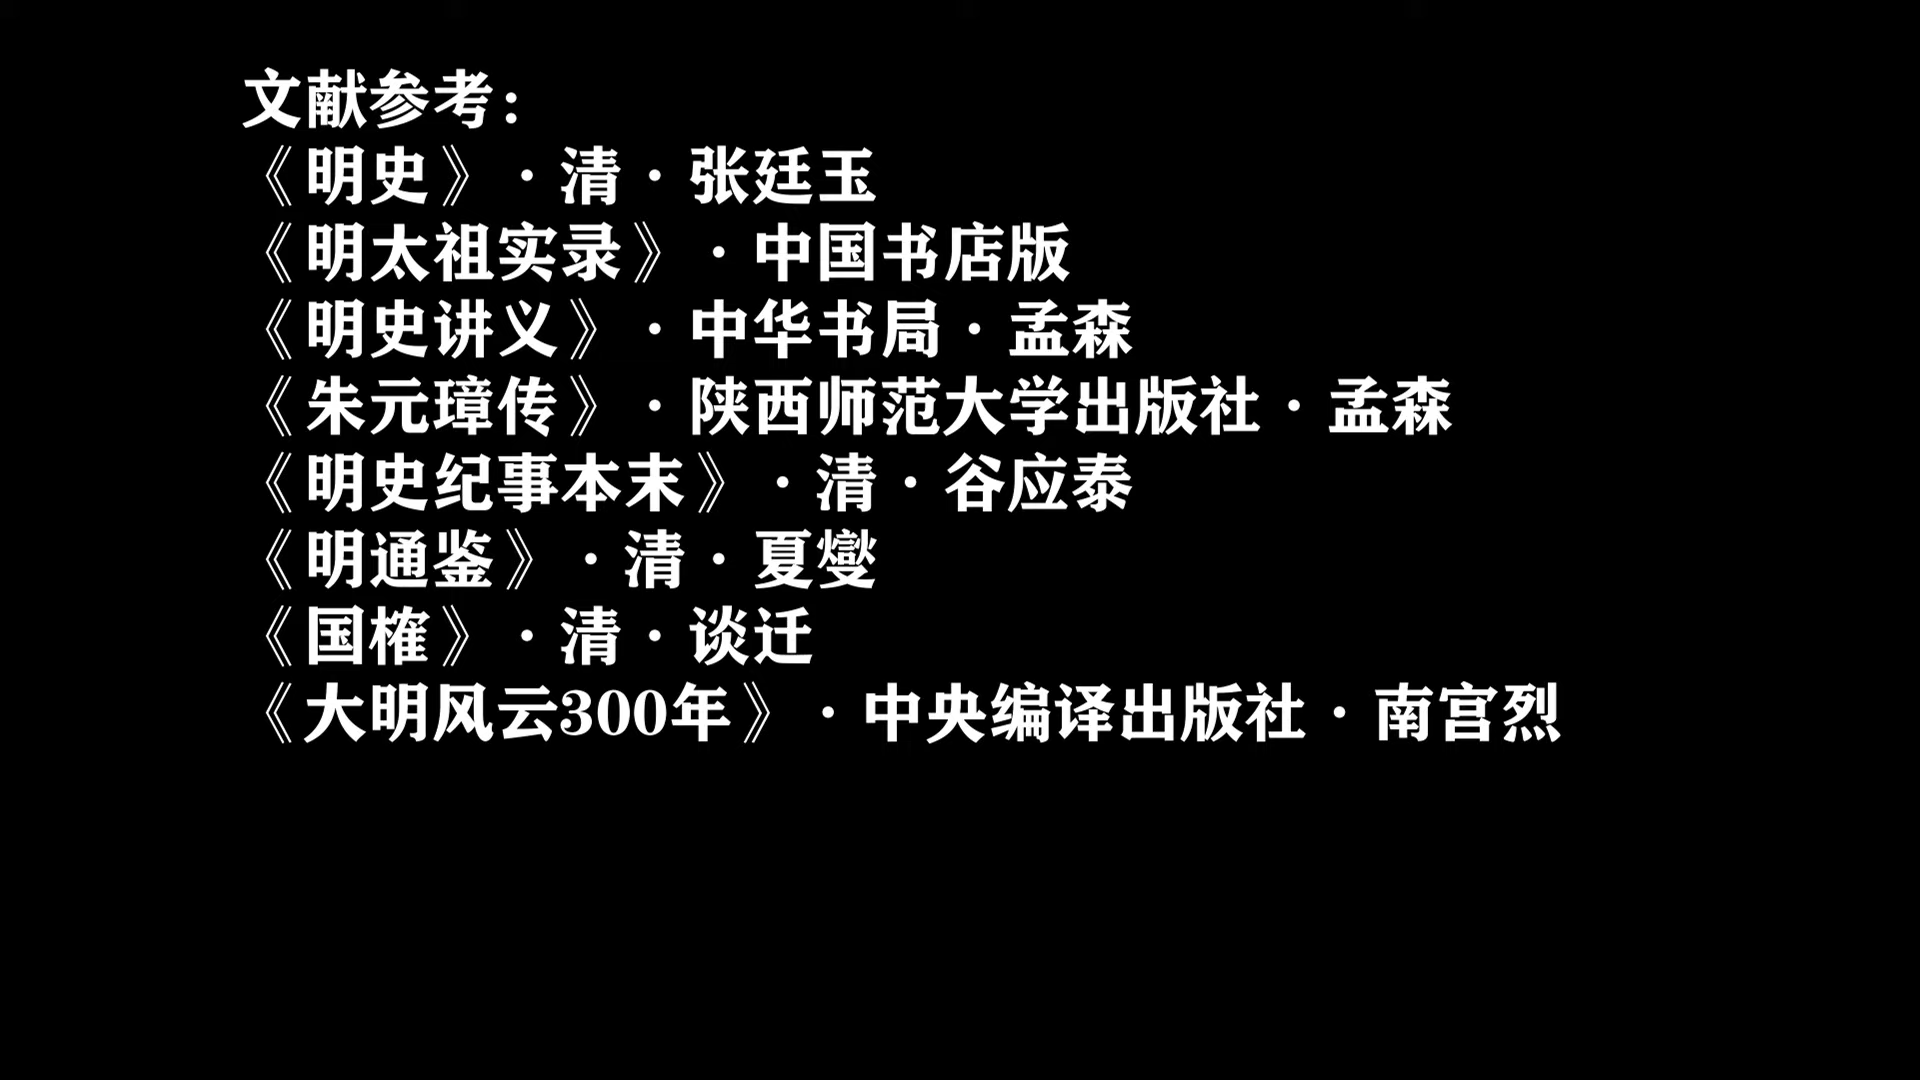 文献参考：
《明史》·清·张廷玉
《明太祖实录》·中国书店版
《明史讲义》·中华书局·孟森
《朱元璋传》·陕西师范大学出版社·孟森
《明史纪事本末》·清·谷应泰
《明通鉴》·清·夏燮
《国榷》·清·谈迁
《大明风云300年》·中央编译出版社·南宫烈